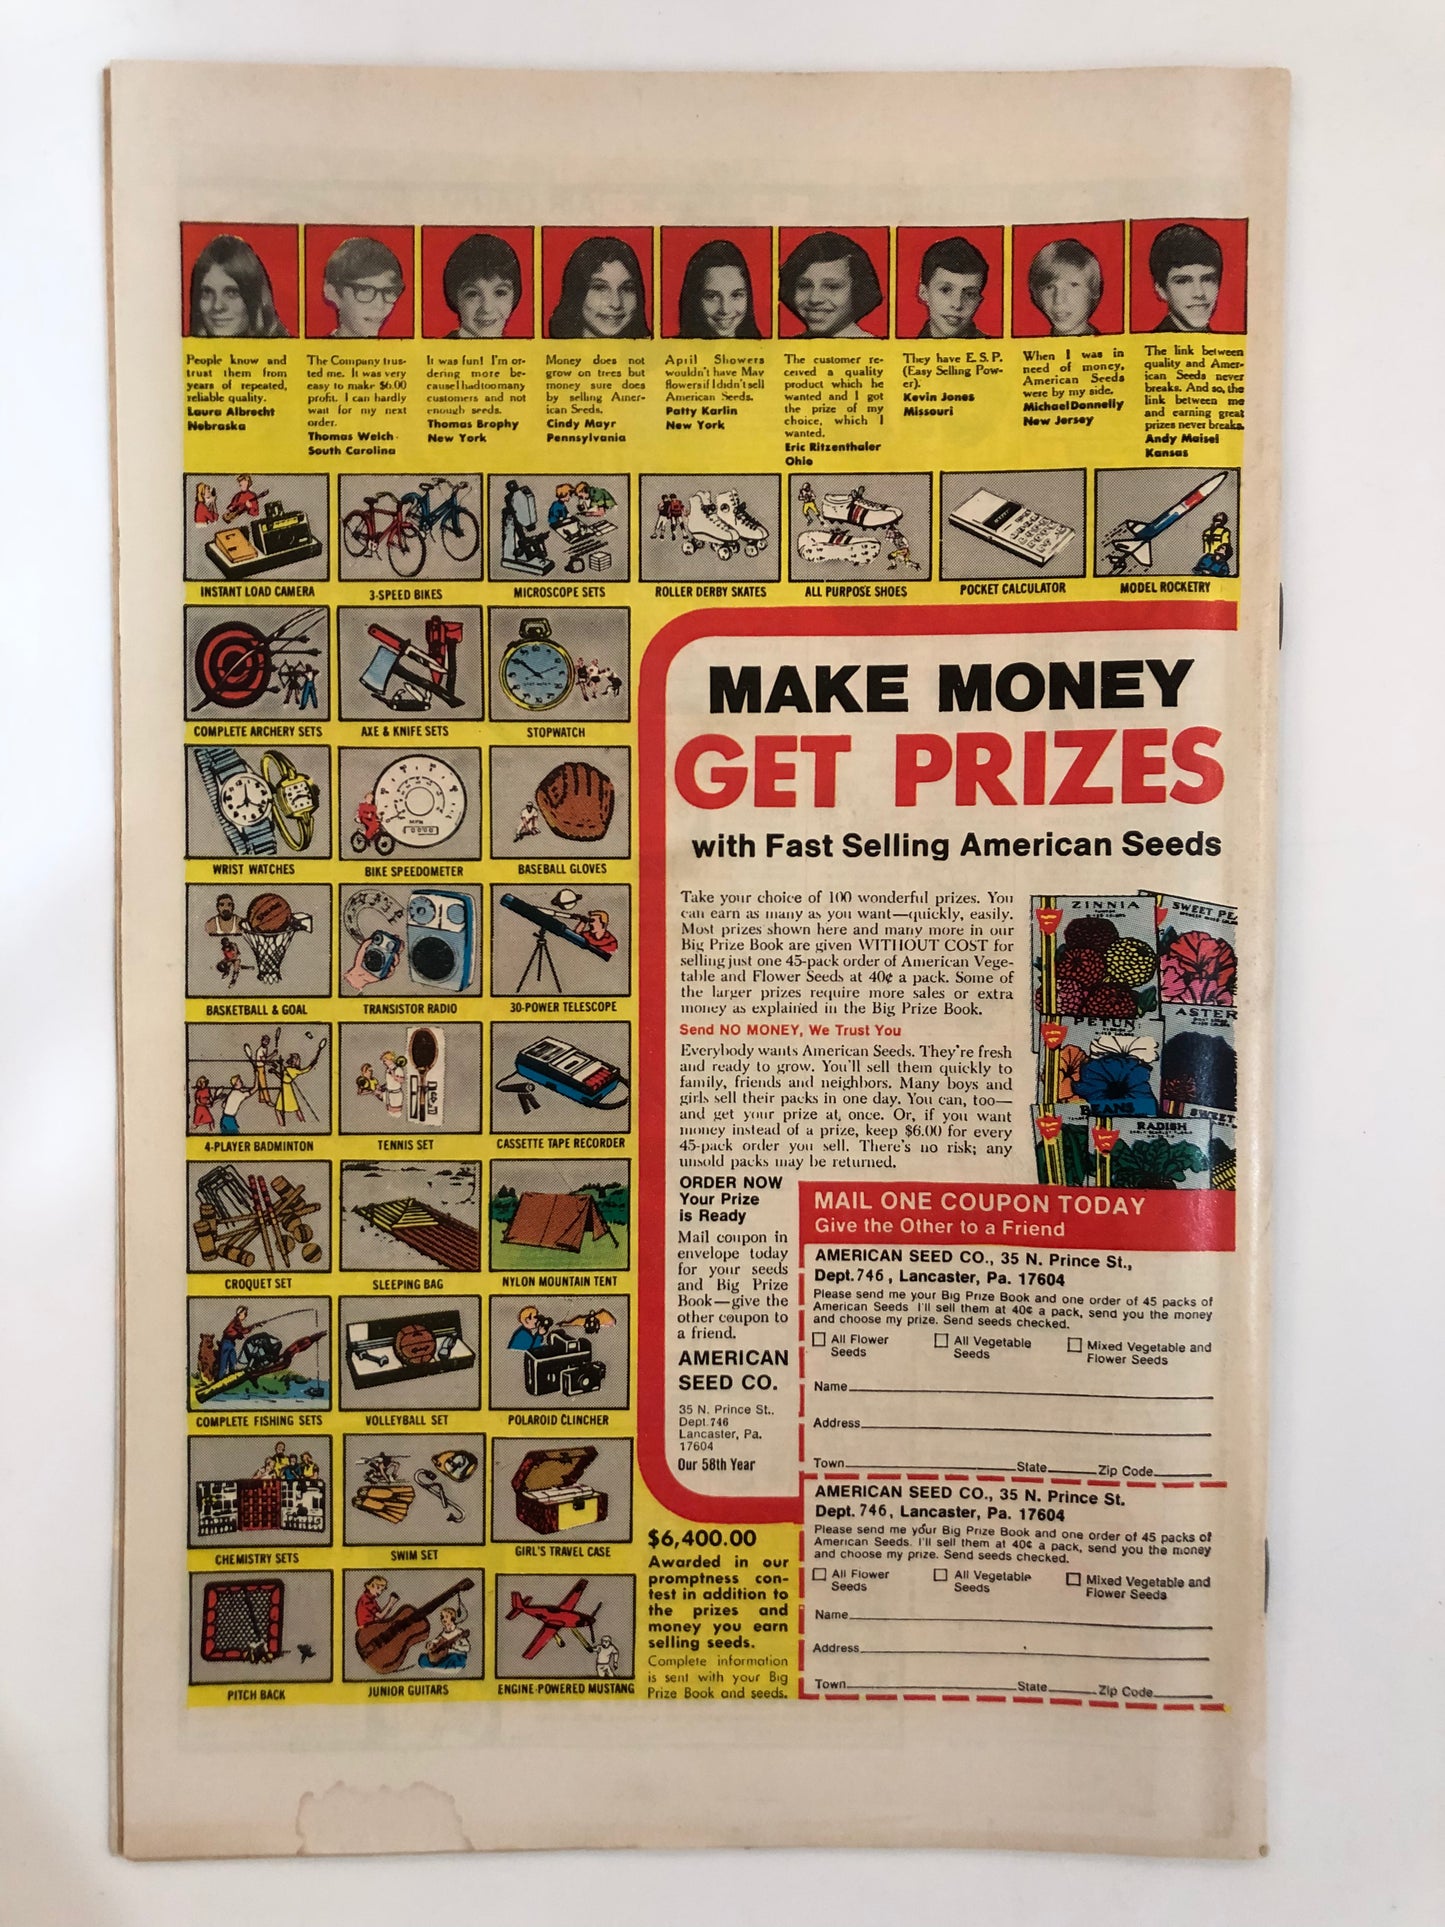 People know and
trust them from
years of repeated,
reliable quality.
Laura Albrecht
Nebraska
The Company trus-
ted me. It was very
easy to make $6.00
profit. I can hardly
wait for my next
order.
Thomas Welch
South Carolina
It was fun! I'm or-
dering more be-
cause I had too many
customers and not
enough seeds.
Thomas Brophy
New York
Money does not
grow on trees but
money sure does
by selling Amer-
ican Seeds.
Cindy Mayr
Pennsylvania
April Showers
wouldn't have May
flowers if I didn't sell
American Seeds.
Patty Karlin
New York
The customer re-
ceived a quality
product which he
wanted and I got
the prize of my
choice, which I
wanted.
Eric Ritzenthaler
Ohio
They have E.S.P.
(Easy Selling Pow-
er).
Kevin Jones
Missouri
When I was in
need of money,
American Seeds
were by my side.
Michael Donnelly
New Jersey
The link between
quality and Amer-
ican Seeds never
breaks. And so, the
link between me
and earning great
prizes never breaks.
Andy Maisel
Kansas
INSTANT LOAD CAMERA
3-SPEED BIKES
MICROSCOPE SETS
ROLLER DERBY SKATES
ALL PURPOSE SHOES
POCKET CALCULATOR
MODEL ROCKETRY
COMPLETE ARCHERY SETS
AXE & KNIFE SETS
STOPWATCH
WRIST WATCHES
BIKE SPEEDOMETER
BASEBALL GLOVES
BASKETBALL & GOAL
TRANSISTOR RADIO
30-POWER TELESCOPE
4-PLAYER BADMINTON
TENNIS SET
CASSETTE TAPE RECORDER
CROQUET SET
SLEEPING BAG
NYLON MOUNTAIN TENT
COMPLETE FISHING SETS
VOLLEYBALL SET
POLAROID CLINCHER
CHEMISTRY SETS
SWIM SET
GIRL'S TRAVEL CASE
PITCH BACK
JUNIOR GUITARS
ENGINE-POWERED MUSTANG
MAKE MONEY
GET PRIZES
with Fast Selling American Seeds
Take your choice of 100 wonderful prizes. You
can earn as many as you want—quickly, easily.
Most prizes shown here and many more in our
Big Prize Book are given WITHOUT COST for
selling just one 45-pack order of American Vege-
table and Flower Seeds at 40¢ a pack. Some of
the larger prizes require more sales or extra
money as explained in the Big Prize Book.
Send NO MONEY, We Trust You
Everybody wants American Seeds. They're fresh
and ready to grow. You'll sell them quickly to
family, friends and neighbors. Many boys and
girls sell their packs in one day. You can, too—
and get your prize at once. Or, if you want
money instead of a prize, keep $6.00 for every
45-pack order you sell. There's no risk; any
unsold packs may be returned.
ZINNIA
SWEET PE
ASTER
PETUN
BEANS
RADISH
SWEET
ORDER NOW
Your Prize
is Ready
Mail coupon in
envelope today
for your seeds
and Big Prize
Book—give the
other coupon to
a friend.
AMERICAN
SEED CO.
35 N. Prince St.,
Dept. 746
Lancaster, Pa.
17604
Our 58th Year
MAIL ONE COUPON TODAY
Give the Other to a Friend
AMERICAN SEED CO., 35 N. Prince St.,
Dept. 746, Lancaster, Pa. 17604
Please send me your Big Prize Book and one order of 45 packs of
American Seeds I'll sell them at 40¢ a pack, send you the money
and choose my prize. Send seeds checked.
All Flower
Seeds
All Vegetable
Seeds
Mixed Vegetable and
Flower Seeds
Name
Address
Town State Zip Code
AMERICAN SEED CO., 35 N. Prince St.
Dept. 746, Lancaster, Pa. 17604
Please send me your Big Prize Book and one order of 45 packs of
American Seeds. I'll sell them at 40¢ a pack, send you the money
and choose my prize. Send seeds checked.
All Flower
Seeds
All Vegetable
Seeds
Mixed Vegetable and
Flower Seeds
Name
Address
Town State Zip Code
$6,400.00
Awarded in our
promptness con-
test in addition to
the prizes and
money you earn
selling seeds.
Complete information
is sent with your Big
Prize Book and seeds.